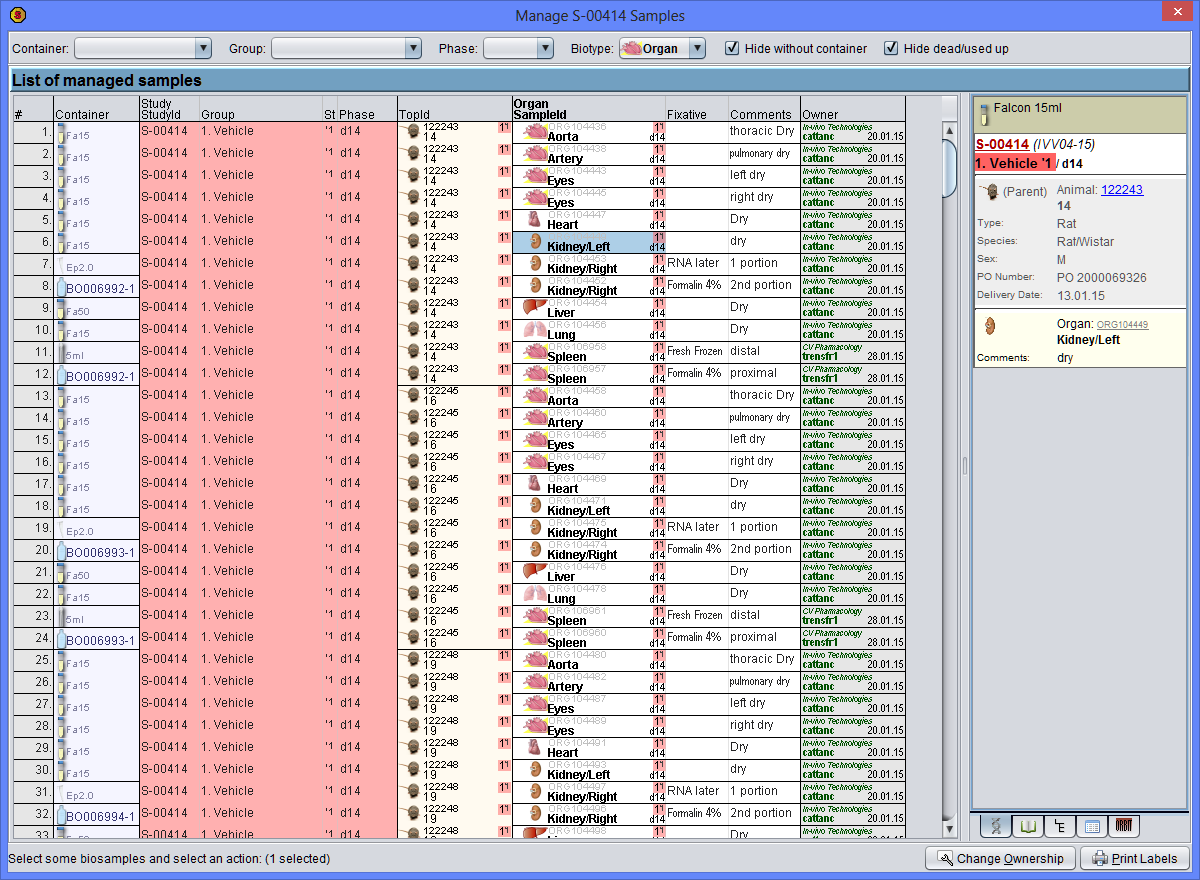 Manage S-00414 Samples
Container: Group: Phase: Biotype: Organ Hide without container Hide dead/used up
List of managed samples
# Container Study StudyId Group St Phase TopId Organ SampleId Fixative Comments Owner
1. Fa15 S-00414 1. Vehicle '1 d14 122243 14 '1' ORG104436 Aorta '1' d14 thoracic Dry In-vivo Technologies cattanc 20.01.15
2. Fa15 S-00414 1. Vehicle '1 d14 122243 14 '1' ORG104438 Artery '1' d14 pulmonary dry In-vivo Technologies cattanc 20.01.15
3. Fa15 S-00414 1. Vehicle '1 d14 122243 14 '1' ORG104443 Eyes '1' d14 left dry In-vivo Technologies cattanc 20.01.15
4. Fa15 S-00414 1. Vehicle '1 d14 122243 14 '1' ORG104445 Eyes '1' d14 right dry In-vivo Technologies cattanc 20.01.15
5. Fa15 S-00414 1. Vehicle '1 d14 122243 14 '1' ORG104447 Heart '1' d14 Dry In-vivo Technologies cattanc 20.01.15
6. Fa15 S-00414 1. Vehicle '1 d14 122243 14 '1' Kidney/Left '1' d14 dry In-vivo Technologies cattanc 20.01.15
7. Ep2.0 S-00414 1. Vehicle '1 d14 122243 14 '1' ORG104453 Kidney/Right '1' d14 RNA later 1 portion In-vivo Technologies cattanc 20.01.15
8. BO006992-1 S-00414 1. Vehicle '1 d14 122243 14 '1' ORG104452 Kidney/Right '1' d14 Formalin 4% 2nd portion In-vivo Technologies cattanc 20.01.15
9. Fa50 S-00414 1. Vehicle '1 d14 122243 14 '1' ORG104454 Liver '1' d14 Dry In-vivo Technologies cattanc 20.01.15
10. Fa15 S-00414 1. Vehicle '1 d14 122243 14 '1' ORG104456 Lung '1' d14 Dry In-vivo Technologies cattanc 20.01.15
11. 5ml S-00414 1. Vehicle '1 d14 122243 14 '1' ORG106958 Spleen '1' d14 Fresh Frozen distal CV Pharmacology trensfr1 28.01.15
12. BO006992-1 S-00414 1. Vehicle '1 d14 122243 14 '1' ORG106957 Spleen '1' d14 Formalin 4% proximal CV Pharmacology trensfr1 28.01.15
13. Fa15 S-00414 1. Vehicle '1 d14 122245 16 '1' ORG104458 Aorta '1' d14 thoracic Dry In-vivo Technologies cattanc 20.01.15
14. Fa15 S-00414 1. Vehicle '1 d14 122245 16 '1' ORG104460 Artery '1' d14 pulmonary dry In-vivo Technologies cattanc 20.01.15
15. Fa15 S-00414 1. Vehicle '1 d14 122245 16 '1' ORG104465 Eyes '1' d14 left dry In-vivo Technologies cattanc 20.01.15
16. Fa15 S-00414 1. Vehicle '1 d14 122245 16 '1' ORG104467 Eyes '1' d14 right dry In-vivo Technologies cattanc 20.01.15
17. Fa15 S-00414 1. Vehicle '1 d14 122245 16 '1' ORG104469 Heart '1' d14 Dry In-vivo Technologies cattanc 20.01.15
18. Fa15 S-00414 1. Vehicle '1 d14 122245 16 '1' ORG104471 Kidney/Left '1' d14 dry In-vivo Technologies cattanc 20.01.15
19. Ep2.0 S-00414 1. Vehicle '1 d14 122245 16 '1' ORG104475 Kidney/Right '1' d14 RNA later 1 portion In-vivo Technologies cattanc 20.01.15
20. BO006993-1 S-00414 1. Vehicle '1 d14 122245 16 '1' ORG104474 Kidney/Right '1' d14 Formalin 4% 2nd portion In-vivo Technologies cattanc 20.01.15
21. Fa50 S-00414 1. Vehicle '1 d14 122245 16 '1' ORG104476 Liver '1' d14 Dry In-vivo Technologies cattanc 20.01.15
22. Fa15 S-00414 1. Vehicle '1 d14 122245 16 '1' ORG104478 Lung '1' d14 Dry In-vivo Technologies cattanc 20.01.15
23. 5ml S-00414 1. Vehicle '1 d14 122245 16 '1' ORG106961 Spleen '1' d14 Fresh Frozen distal CV Pharmacology trensfr1 28.01.15
24. BO006993-1 S-00414 1. Vehicle '1 d14 122245 16 '1' ORG106960 Spleen '1' d14 Formalin 4% proximal CV Pharmacology trensfr1 28.01.15
25. Fa15 S-00414 1. Vehicle '1 d14 122248 19 '1' ORG104480 Aorta '1' d14 thoracic Dry In-vivo Technologies cattanc 20.01.15
26. Fa15 S-00414 1. Vehicle '1 d14 122248 19 '1' ORG104482 Artery '1' d14 pulmonary dry In-vivo Technologies cattanc 20.01.15
27. Fa15 S-00414 1. Vehicle '1 d14 122248 19 '1' ORG104487 Eyes '1' d14 left dry In-vivo Technologies cattanc 20.01.15
28. Fa15 S-00414 1. Vehicle '1 d14 122248 19 '1' ORG104489 Eyes '1' d14 right dry In-vivo Technologies cattanc 20.01.15
29. Fa15 S-00414 1. Vehicle '1 d14 122248 19 '1' ORG104491 Heart '1' d14 Dry In-vivo Technologies cattanc 20.01.15
30. Fa15 S-00414 1. Vehicle '1 d14 122248 19 '1' ORG104493 Kidney/Left '1' d14 dry In-vivo Technologies cattanc 20.01.15
31. Ep2.0 S-00414 1. Vehicle '1 d14 122248 19 '1' ORG104497 Kidney/Right '1' d14 RNA later 1 portion In-vivo Technologies cattanc 20.01.15
32. BO006994-1 S-00414 1. Vehicle '1 d14 122248 19 '1' ORG104496 Kidney/Right '1' d14 Formalin 4% 2nd portion In-vivo Technologies cattanc 20.01.15
33. S-00414 1. Vehicle '1 d14 122248 '1' ORG104498 '1' Dry In-vivo Technologies
Falcon 15ml
S-00414 (IVV04-15)
1. Vehicle '1 / d14
(Parent) Animal: 122243
14
Type: Rat
Species: Rat/Wistar
Sex: M
PO Number: PO 2000069326
Delivery Date: 13.01.15
Organ: ORG104449
Kidney/Left
Comments: dry
Select some biosamples and select an action: (1 selected)
Change Ownership
Print Labels